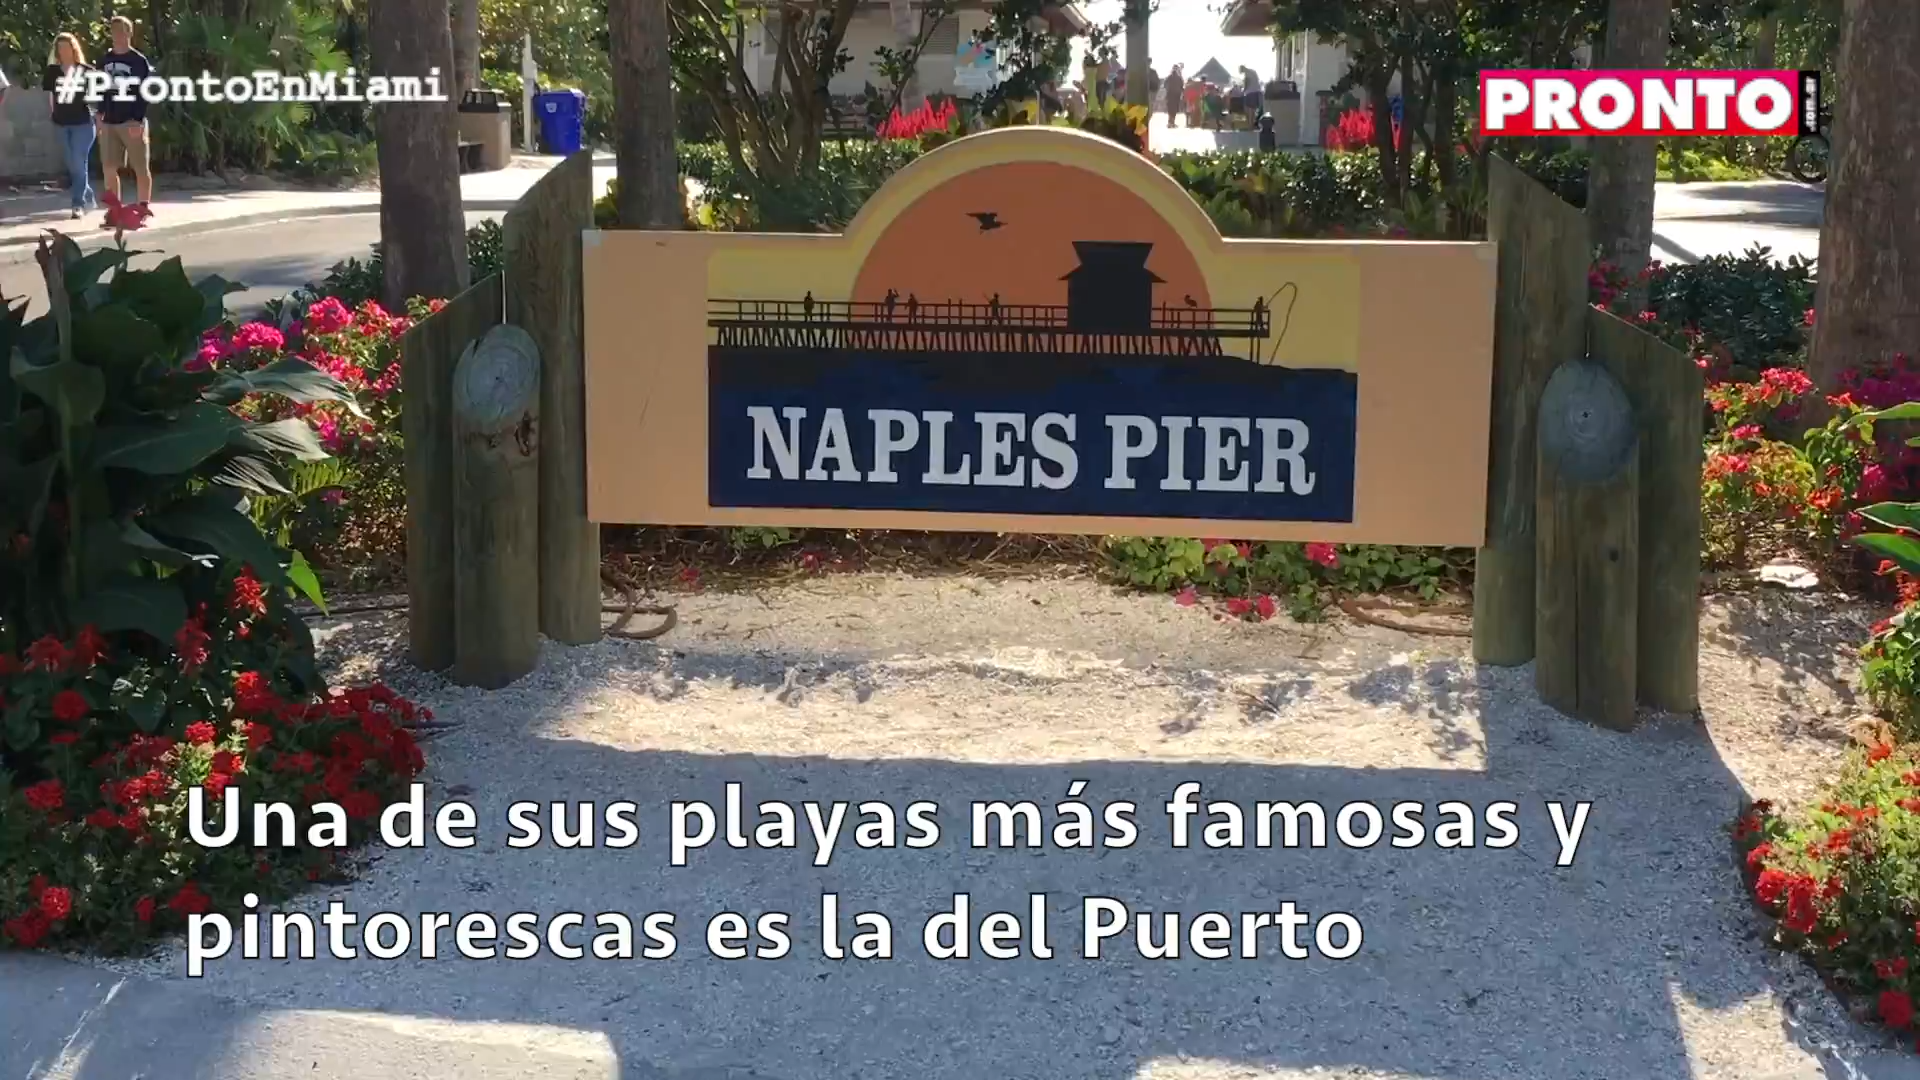 #ProntoEnMiami
PRONTO
NAPLES PIER
Una de sus playas más famosas y
pintorescas es la del Puerto